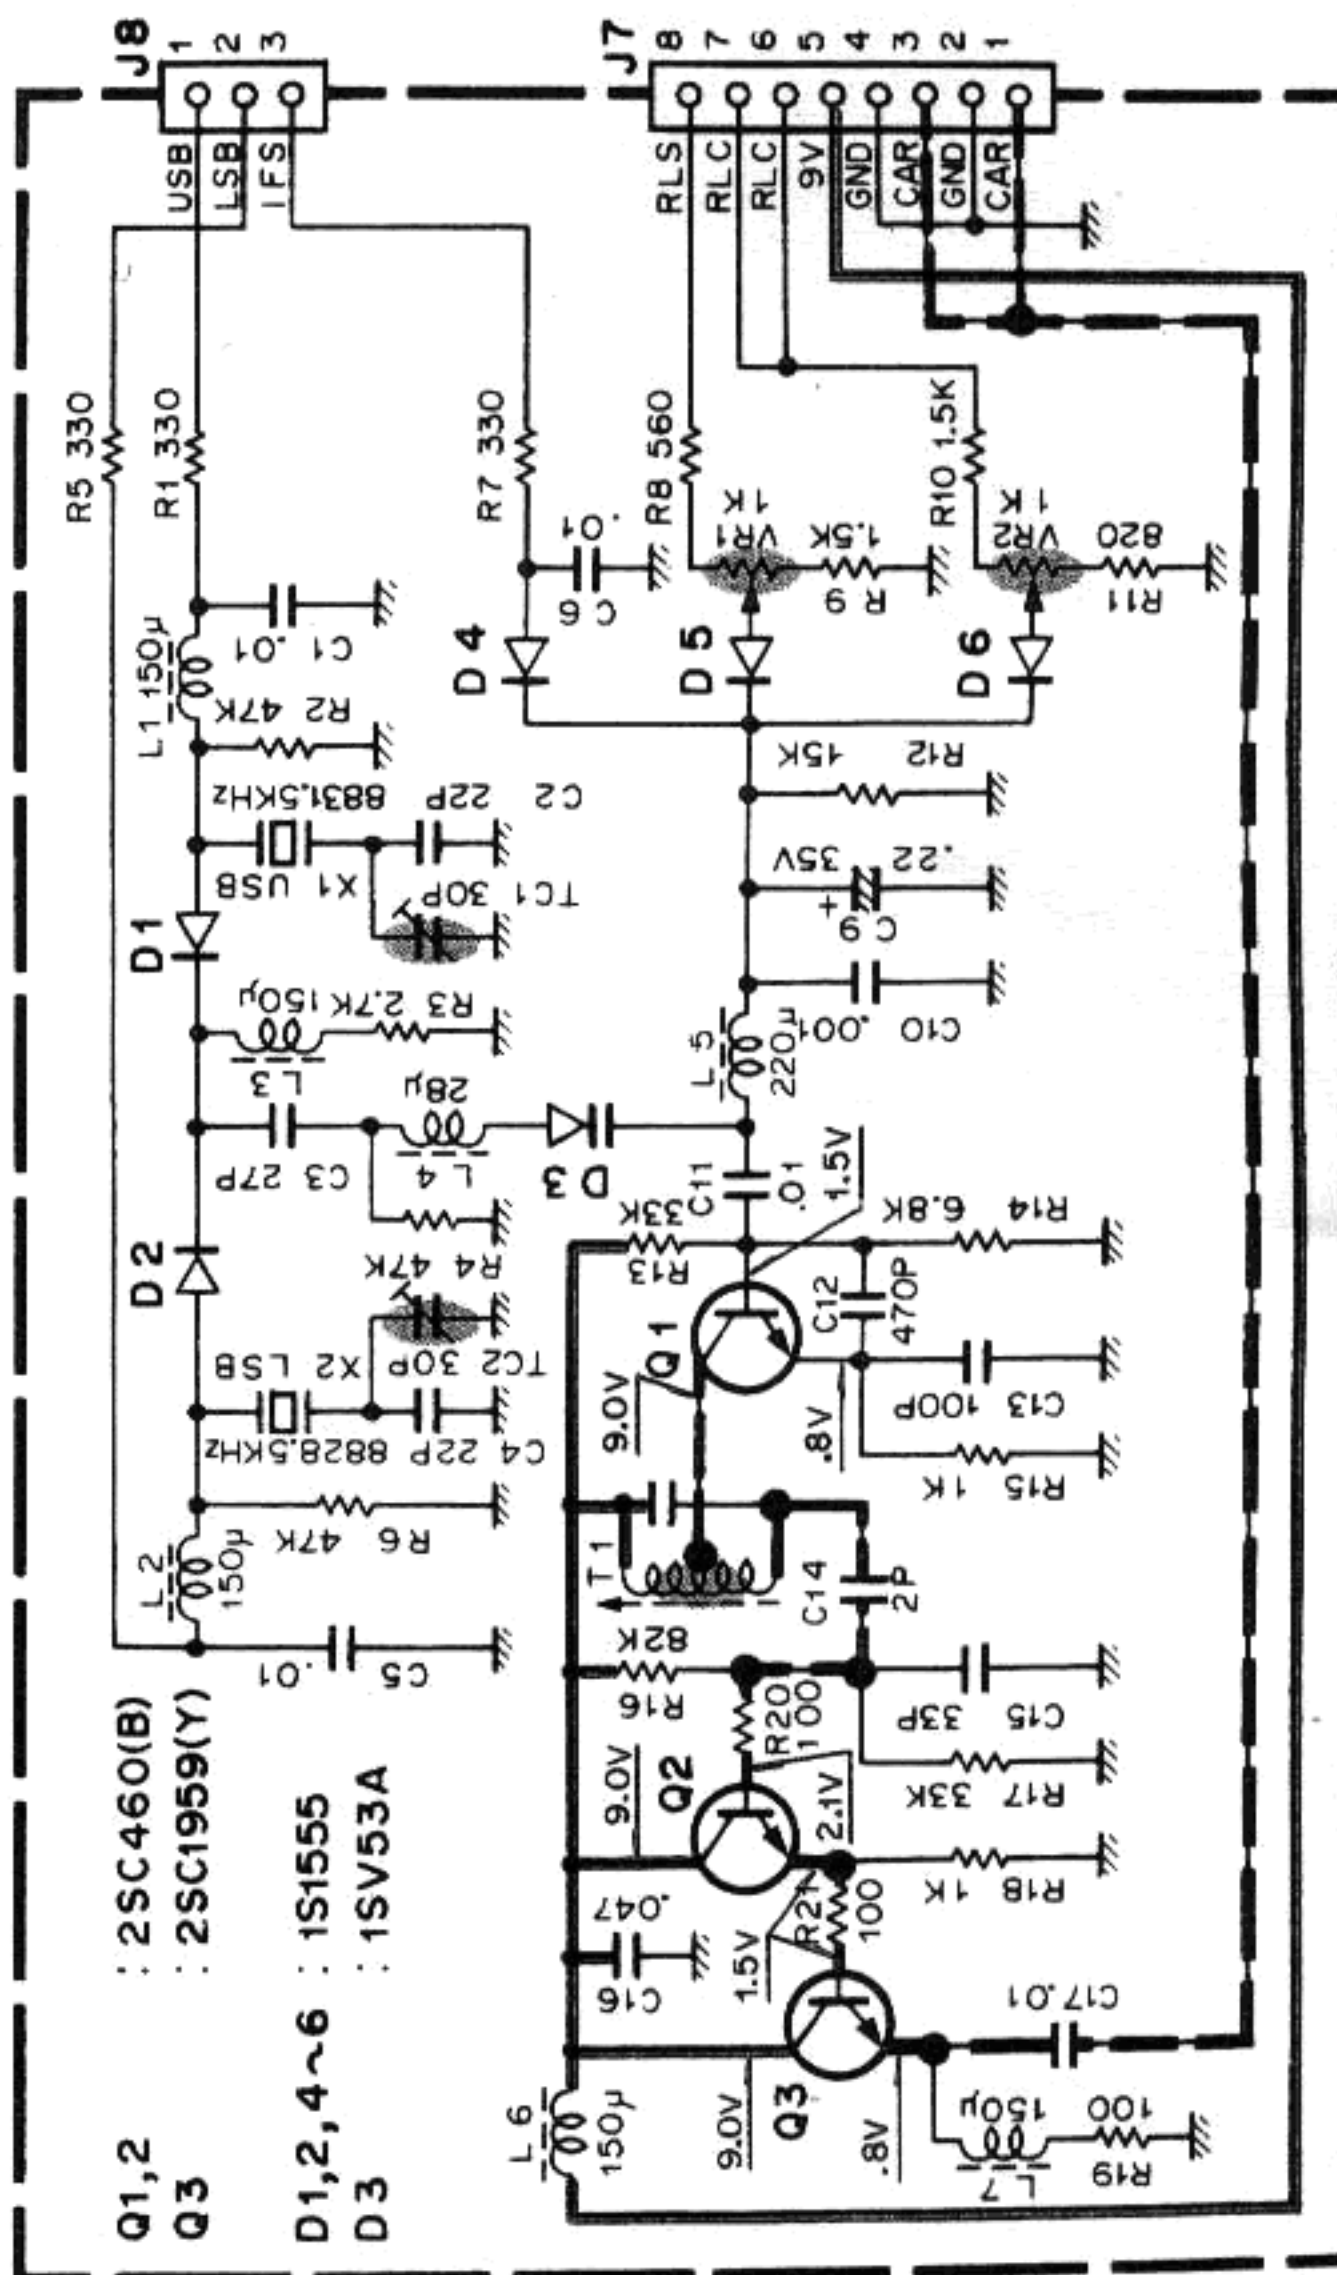 J8
1
2
3
USB
LSB
IFS
J7
8
7
6
5
4
3
2
1
RLS
RLC
RLC
9V
GND
CAR
GND
CAR
R5 330
R1 330
R7 330
R8 560
R10 1.5K
L1 150μ
C1 .01
R2 47K
C6 .01
VR1 1K
R9 1.5K
VR2 1K
R11 820
D4
D5
D6
D1
8831.5KHz
USB X1
22P C2
TC1 30P
R12 15K
35V .22
+
C9
C10 .001
L3 150μ
R3 2.7K
L5
220μ
C3 27P
L4 28μ
D3
R4 47K
D2
C11 .01
1.5V
R13 33K
R14 6.8K
Q1
C12
470P
9.0V
.8V
C13 100P
R15 1K
8828.5KHz
LSB X2
TC2 30P
C4 22P
R6 47K
L2
150μ
C5 .01
T1
C14
2P
R16 82K
R20
100
C15 33P
R17 33K
Q2
9.0V
2.1V
R18 1K
R21
100
1.5V
C16 .047
Q3
9.0V
.8V
C17 .01
L6
150μ
L7 150μ
R19 100
Q1,2 : 2SC460(B)
Q3 : 2SC1959(Y)
D1,2,4~6 : 1S1555
D3 : 1SV53A